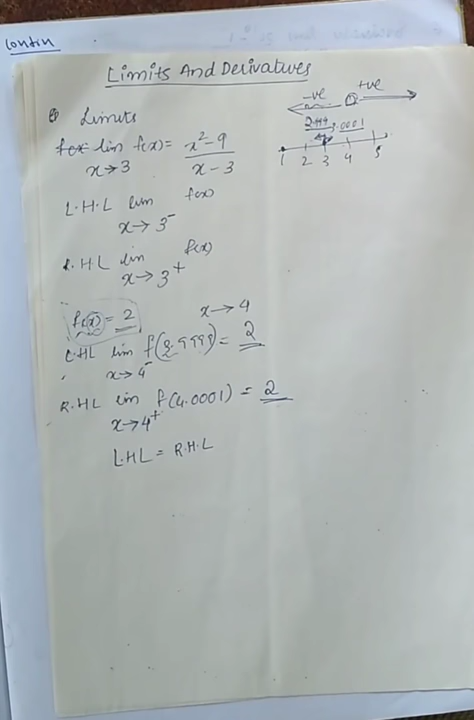 Contin
Limits And Derivatives
-ve +ve
Limits
lim f(x) = x²-9 / x-3
x→3
2.999 3.0001
1 2 3 4 5
L.H.L lim f(x)
x→3⁻
R.H.L lim f(x)
x→3⁺
f(x) = 2 x→4
LHL lim f(3.999) = 2
x→4⁻
R.HL lim f(4.0001) = 2
x→4⁺
L.HL = R.H.L